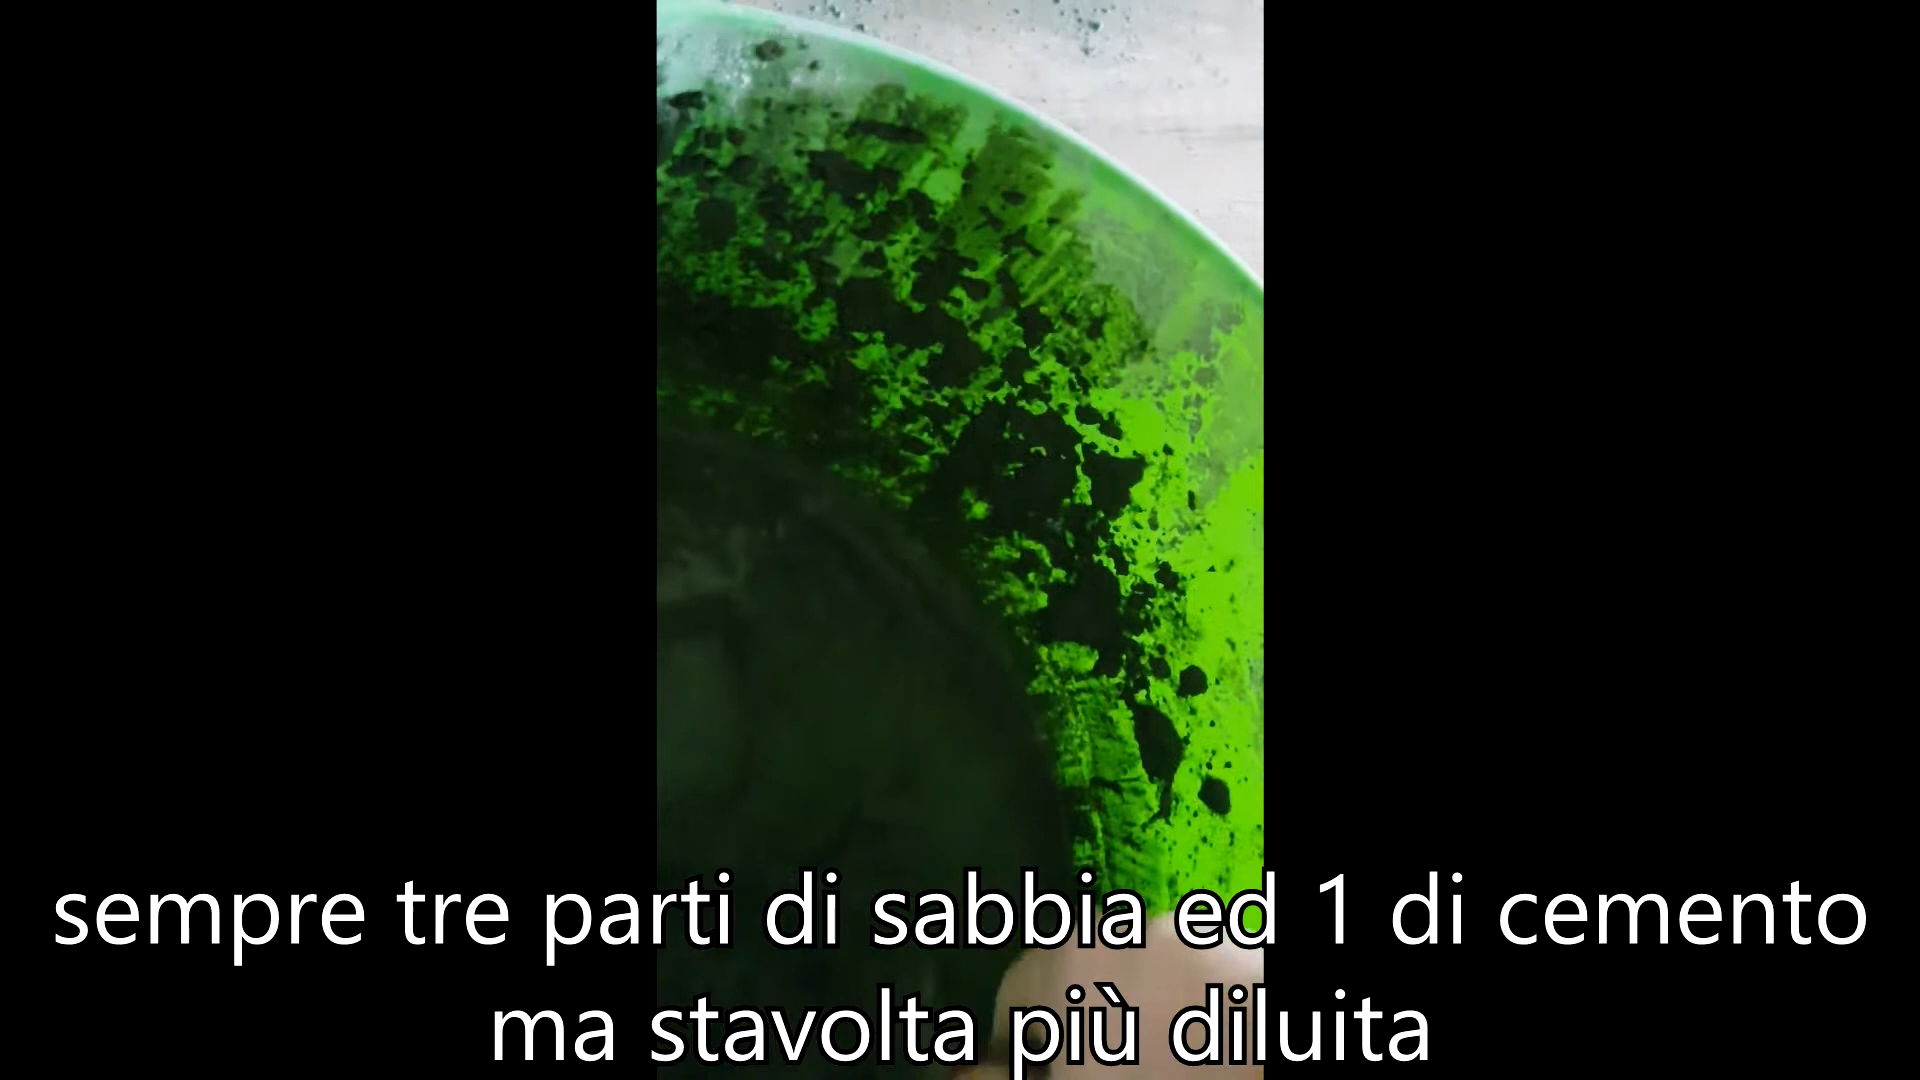 sempre tre parti di sabbia ed 1 di cemento
ma stavolta più diluita